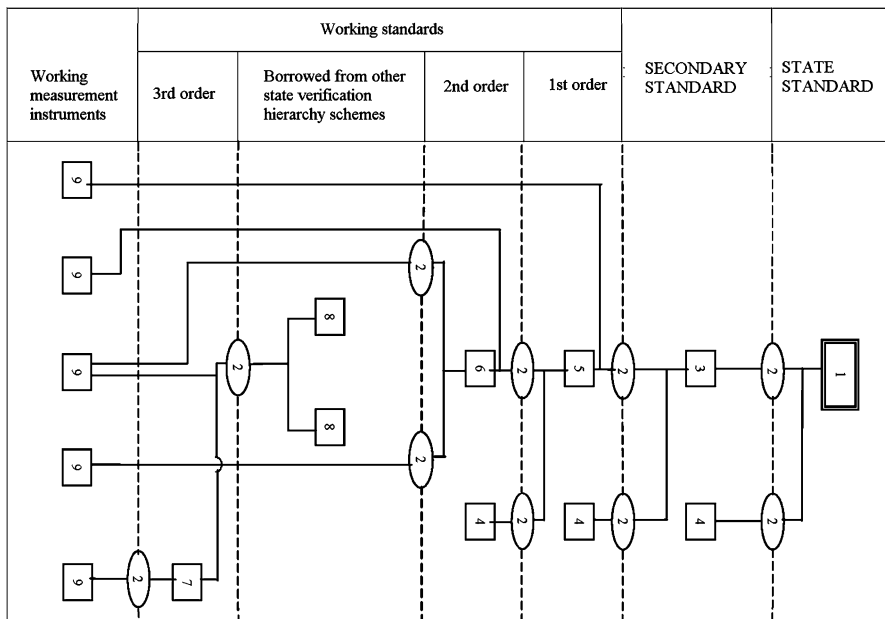 Working standards
Working
measurement
instruments
3rd order
Borrowed from other
state verification
hierarchy schemes
2nd order
1st order
SECONDARY
STANDARD
STATE
STANDARD
9
9
2
8
9
2
6
2
5
2
3
2
1
8
9
2
4
2
4
2
4
2
9
2
7